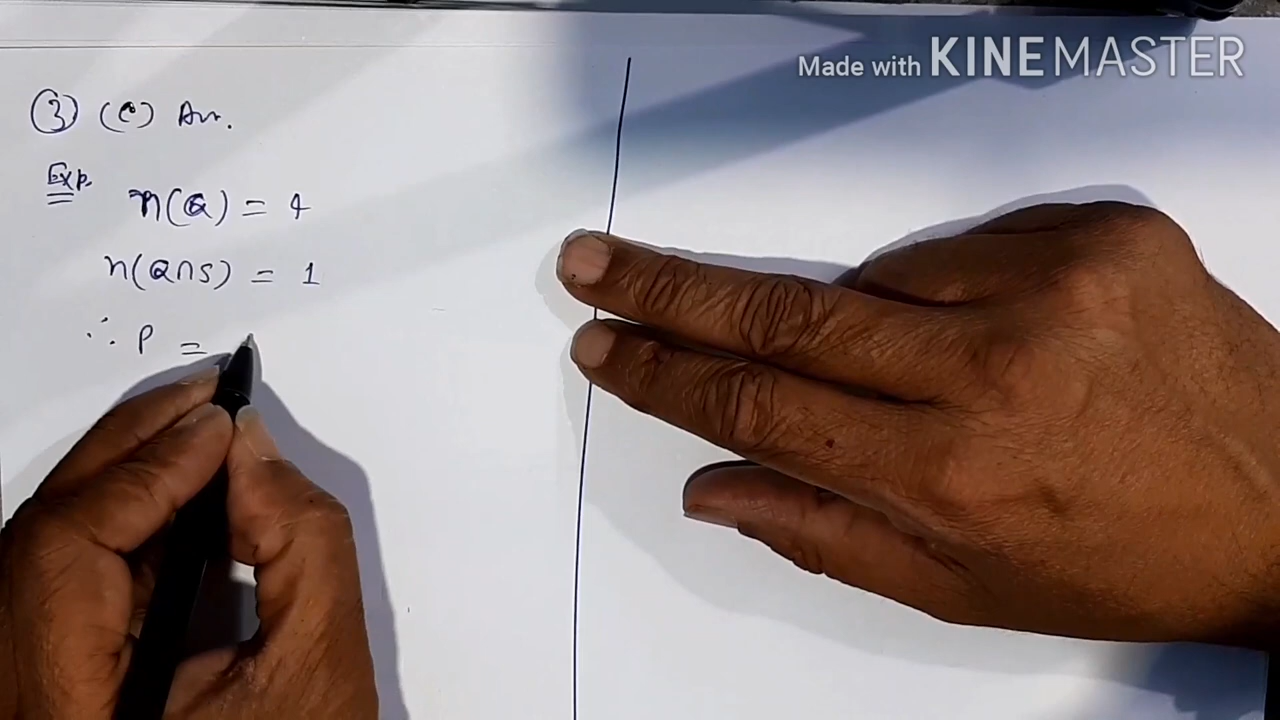 Made with KINEMASTER
③ (c) Ans.
Exp.
n(Q) = 4
n(Q∩S) = 1
∴ P =